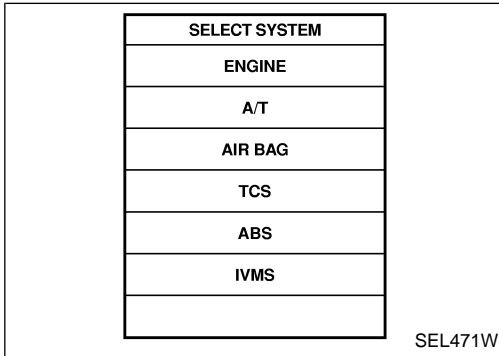 SELECT SYSTEM
ENGINE
A/T
AIR BAG
TCS
ABS
IVMS
SEL471W